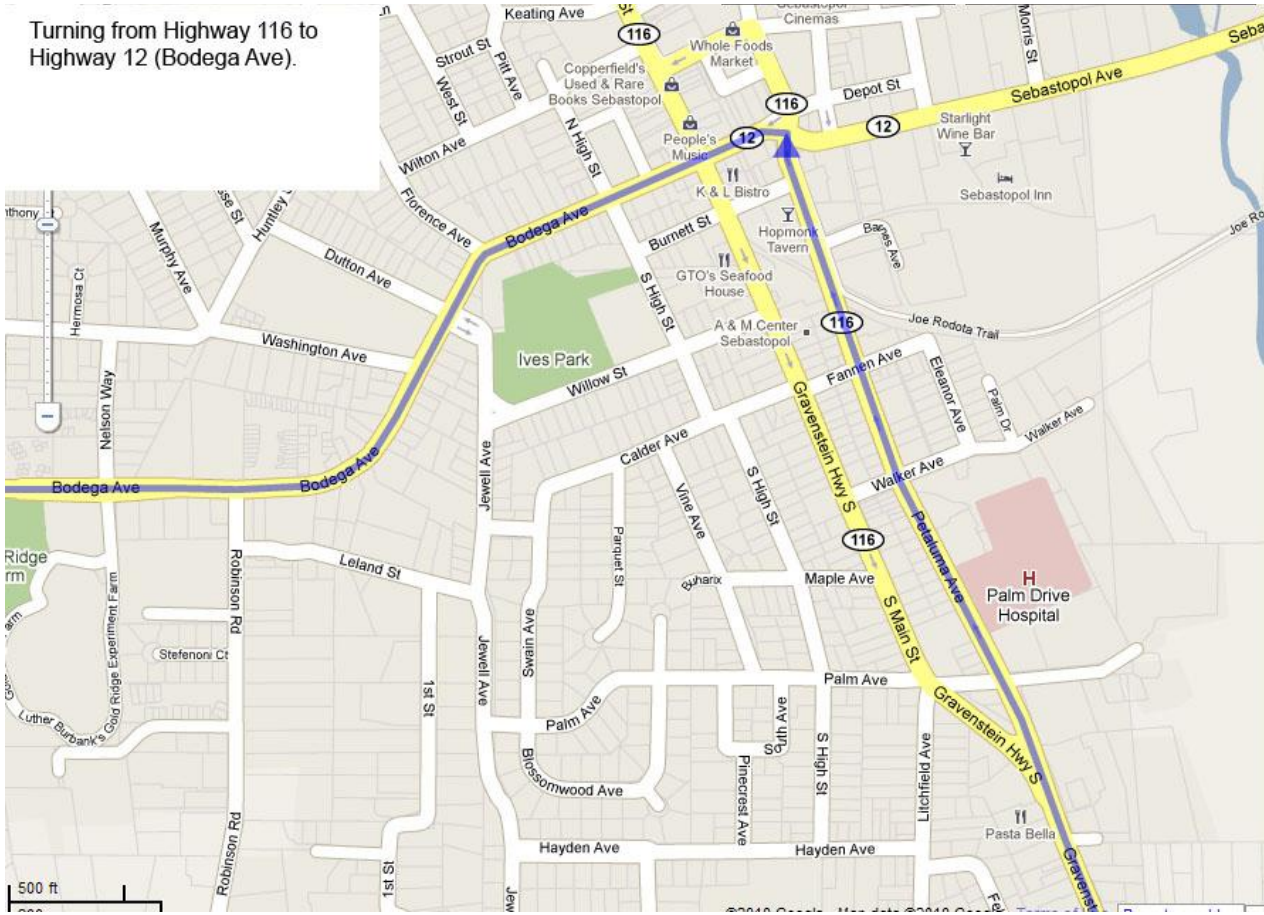 Turning from Highway 116 to
Highway 12 (Bodega Ave).
Keating Ave
Sebastopol
Cinemas
Morris St
Strout St
Pitt Ave
116
Whole Foods
Market
Copperfield's
Used & Rare
Books Sebastopol
West St
116
Depot St
Sebastopol Ave
12
12
Starlight
Wine Bar
People's
Music
Wilton Ave
N High St
K & L Bistro
Sebastopol Inn
Florence Ave
Huntley
Murphy Ave
Bodega Ave
Burnett St
Hopmonk
Tavern
Barnes Ave
Dutton Ave
GTO's Seafood
House
S High St
Hermosa Ct
116
Joe Rodota Trail
A & M Center
Sebastopol
Washington Ave
Ives Park
Willow St
Fannen Ave
Eleanor Ave
Palm Dr
Walker Ave
Nelson Way
Gravenstein Hwy S
Calder Ave
Jewell Ave
Bodega Ave
Bodega Ave
S High St
Walker Ave
Vine Ave
Petaluma Ave
116
Parquet St
Robinson Rd
Leland St
Buharix
Maple Ave
H
Palm Drive
Hospital
Ridge
S Main St
Swain Ave
Jewell Ave
Stefenoni Ct
Luther Burbank's Gold Ridge Experiment Farm
1st St
Palm Ave
Palm Ave
South Ave
S High St
Gravenstein Hwy S
Litchfield Ave
Pinecrest Ave
Blossomwood Ave
Pasta Bella
Robinson Rd
1st St
Hayden Ave
Hayden Ave
500 ft